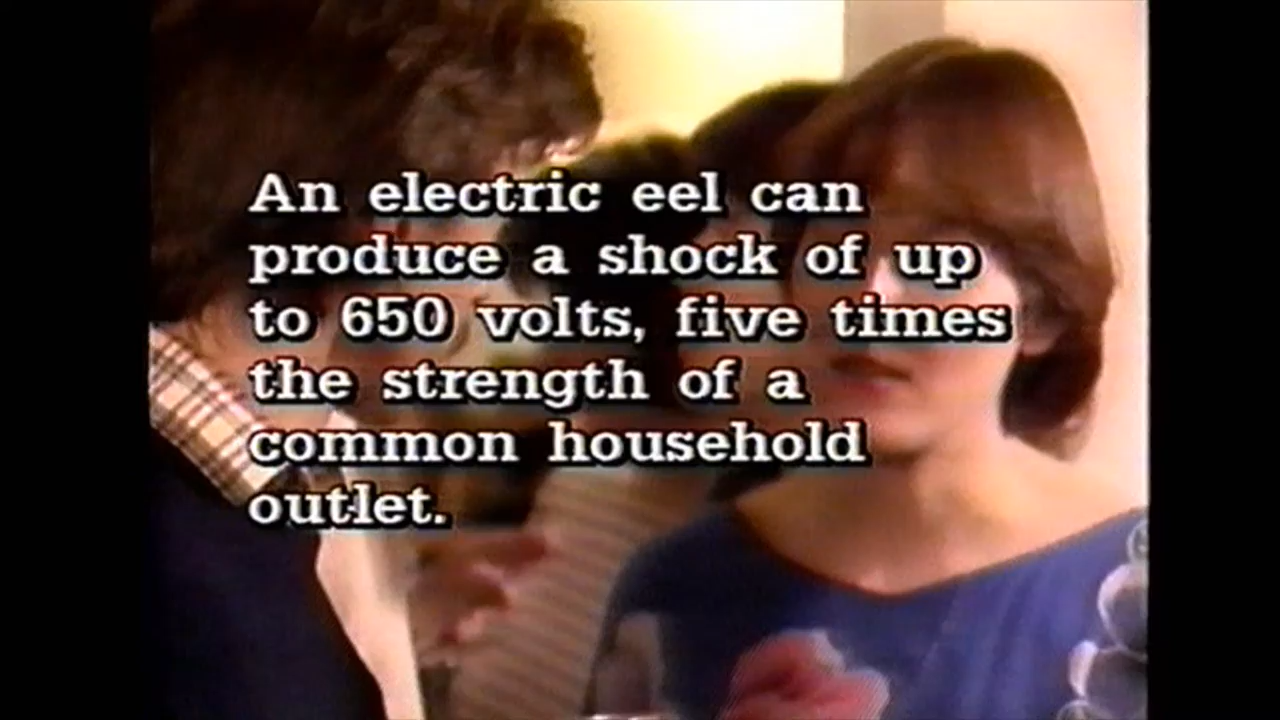 An electric eel can
produce a shock of up
to 650 volts, five times
the strength of a
common household
outlet.